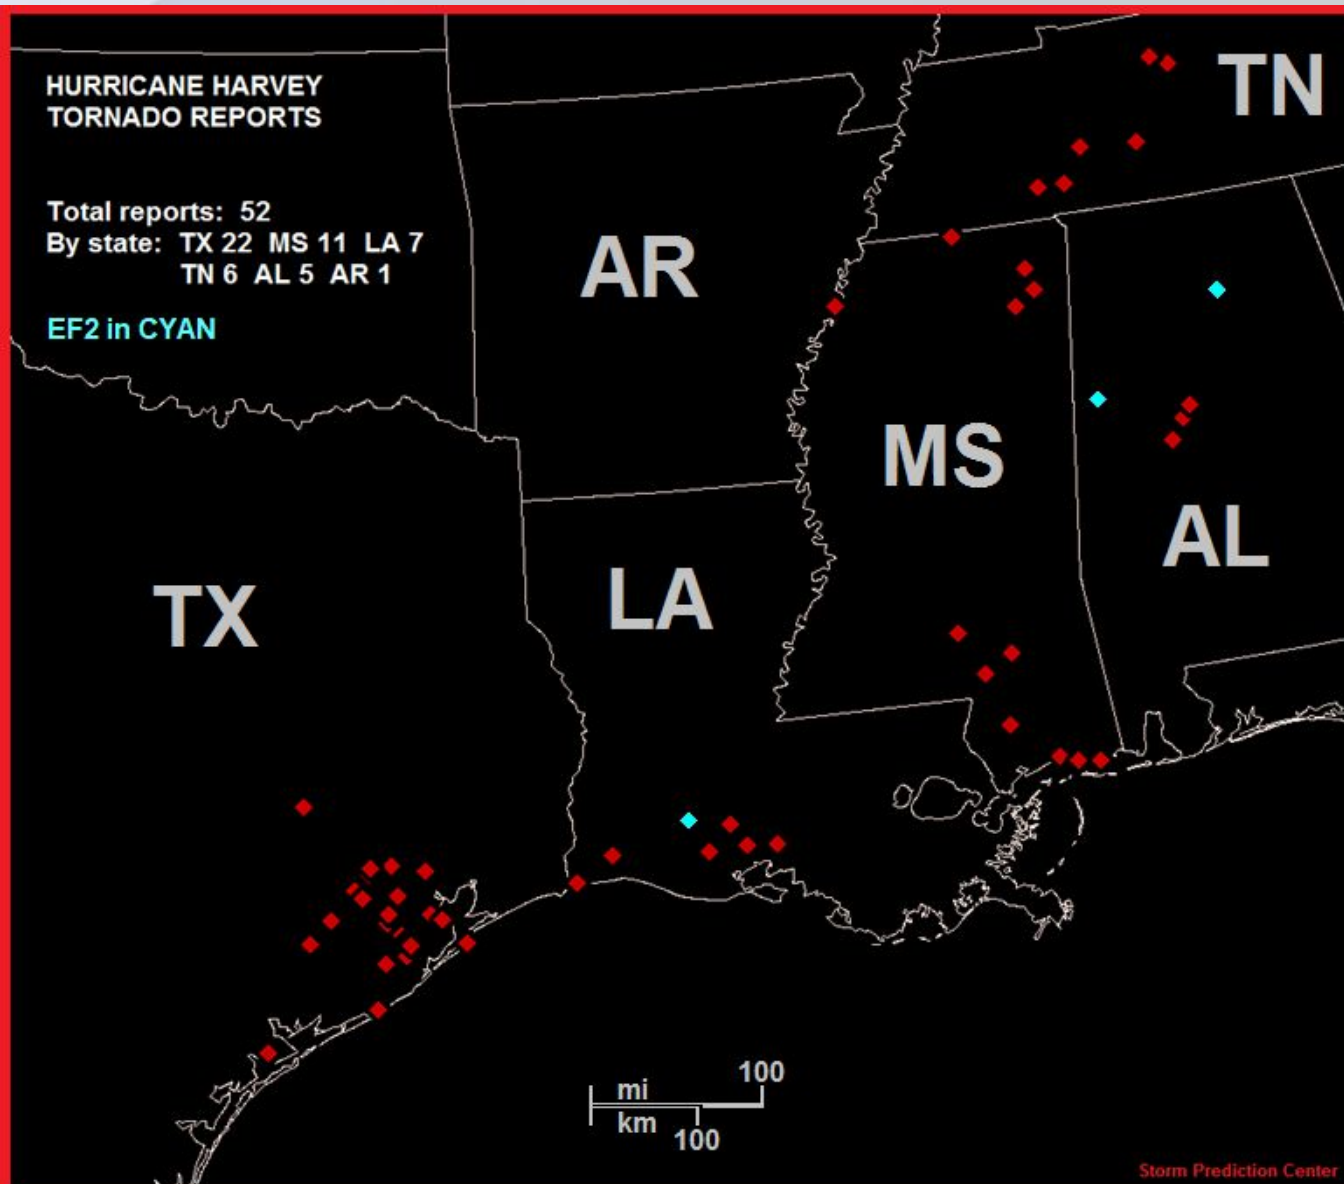 HURRICANE HARVEY
TORNADO REPORTS
Total reports: 52
By state: TX 22 MS 11 LA 7
TN 6 AL 5 AR 1
EF2 in CYAN
TN
AR
MS
AL
LA
TX
mi 100
km 100
Storm Prediction Center